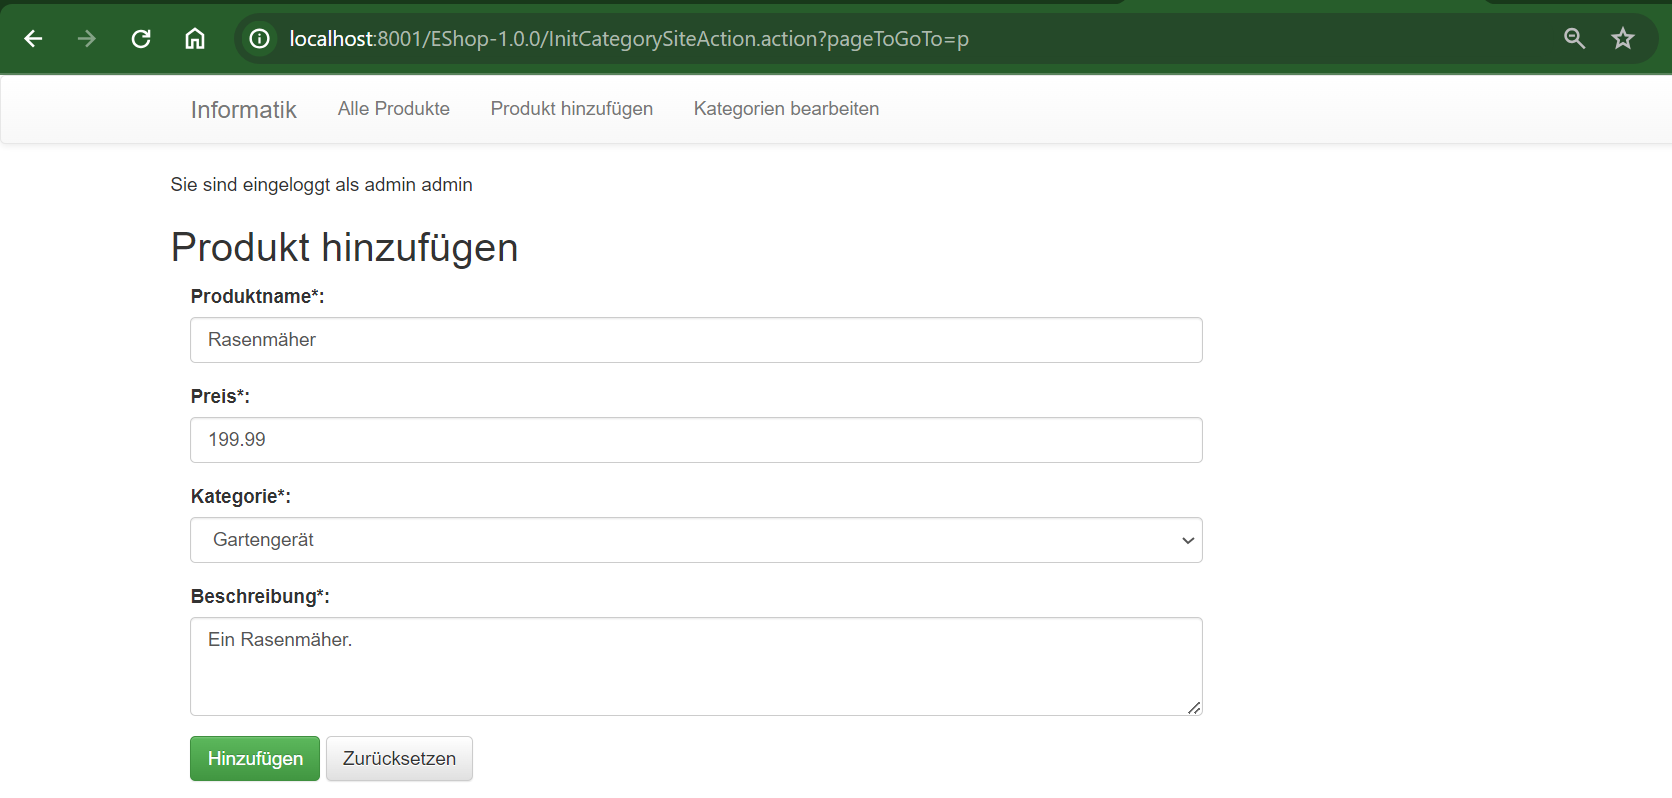 localhost:8001/EShop-1.0.0/InitCategorySiteAction.action?pageToGoTo=p
Informatik Alle Produkte Produkt hinzufügen Kategorien bearbeiten
Sie sind eingeloggt als admin admin
Produkt hinzufügen
Produktname*:
Rasenmäher
Preis*:
199.99
Kategorie*:
Gartengerät
Beschreibung*:
Ein Rasenmäher.
Hinzufügen Zurücksetzen